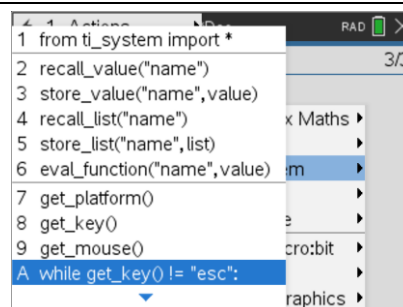 1 Actions
RAD
1 from ti_system import *
3/3
2 recall_value("name")
3 store_value("name",value)
4 recall_list("name")
x Maths
5 store_list("name",list)
6 eval_function("name",value)
em
7 get_platform()
8 get_key()
9 get_mouse()
cro:bit
A while get_key() != "esc":
raphics